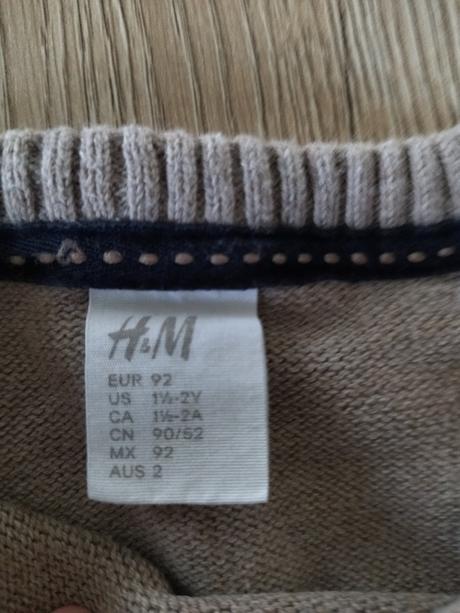 H&M
EUR 92
US 1½-2Y
CA 1½-2A
CN 90/52
MX 92
AUS 2